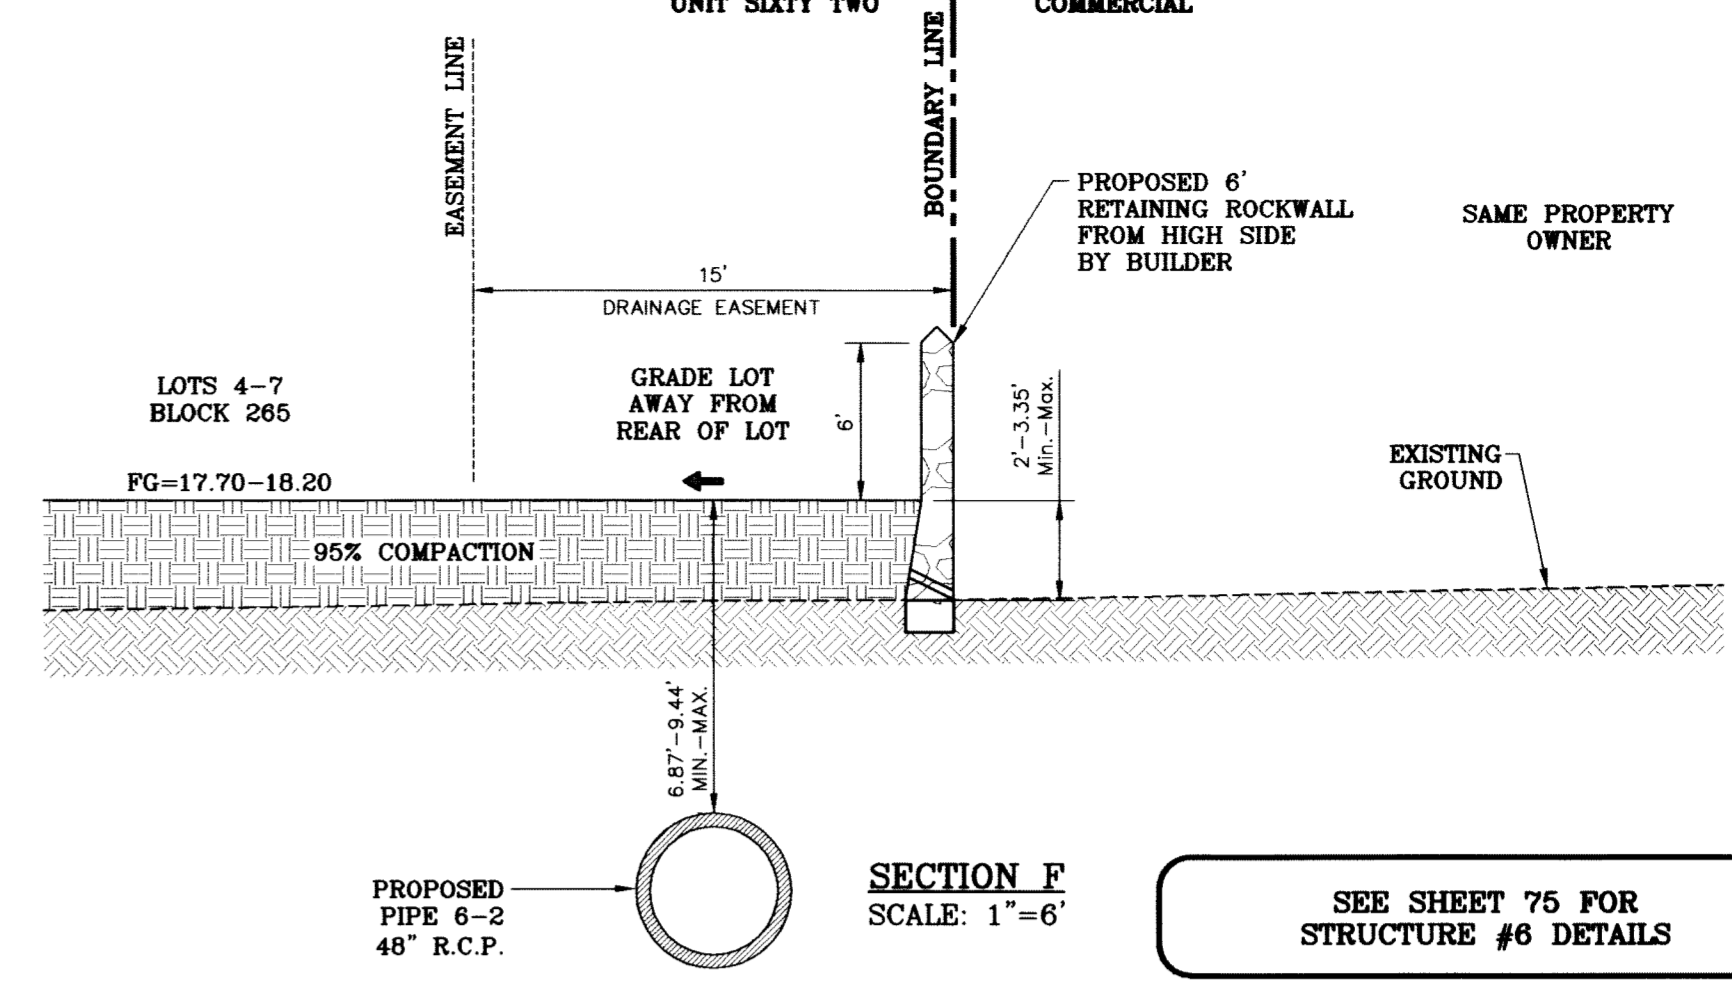 UNIT SIXTY TWO
COMMERCIAL
EASEMENT LINE
BOUNDARY LINE
PROPOSED 6'
RETAINING ROCKWALL
FROM HIGH SIDE
BY BUILDER
SAME PROPERTY
OWNER
15'
DRAINAGE EASEMENT
LOTS 4-7
BLOCK 265
GRADE LOT
AWAY FROM
REAR OF LOT
6'
2'-3.35'
Min.-Max.
EXISTING
GROUND
FG=17.70-18.20
95% COMPACTION
6.87'-9.44'
MIN.-MAX.
PROPOSED
PIPE 6-2
48" R.C.P.
SECTION F
SCALE: 1"=6'
SEE SHEET 75 FOR
STRUCTURE #6 DETAILS